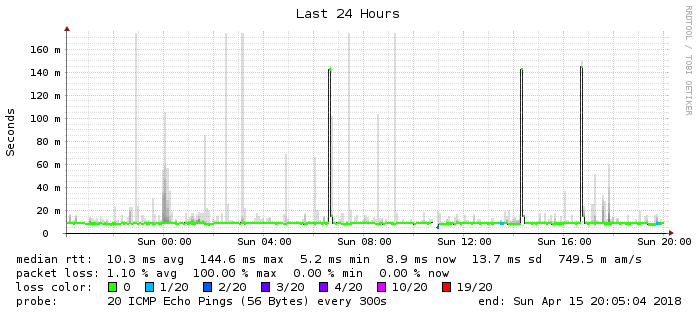 Last 24 Hours
RRDTOOL / TOBI OETIKER
Seconds
160 m
140 m
120 m
100 m
80 m
60 m
40 m
20 m
0
Sun 00:00 Sun 04:00 Sun 08:00 Sun 12:00 Sun 16:00 Sun 20:00
median rtt: 10.3 ms avg 144.6 ms max 5.2 ms min 8.9 ms now 13.7 ms sd 749.5 m am/s
packet loss: 1.10 % avg 100.00 % max 0.00 % min 0.00 % now
loss color: 0 1/20 2/20 3/20 4/20 10/20 19/20
probe: 20 ICMP Echo Pings (56 Bytes) every 300s end: Sun Apr 15 20:05:04 2018